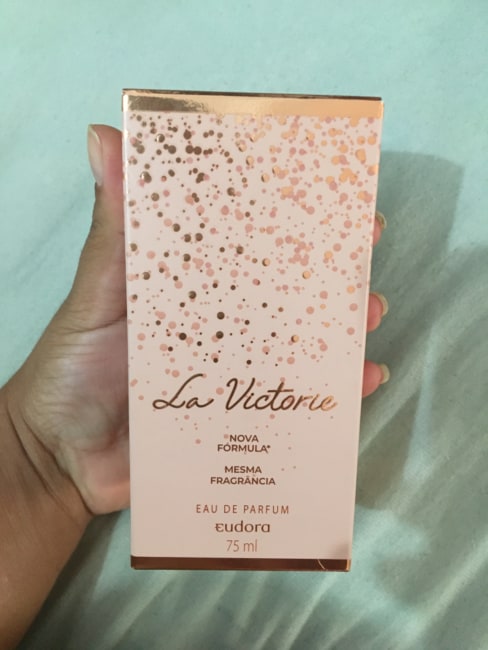 La Victorie
NOVA
FÓRMULA*
MESMA
FRAGRÂNCIA
EAU DE PARFUM
eudora
75 ml